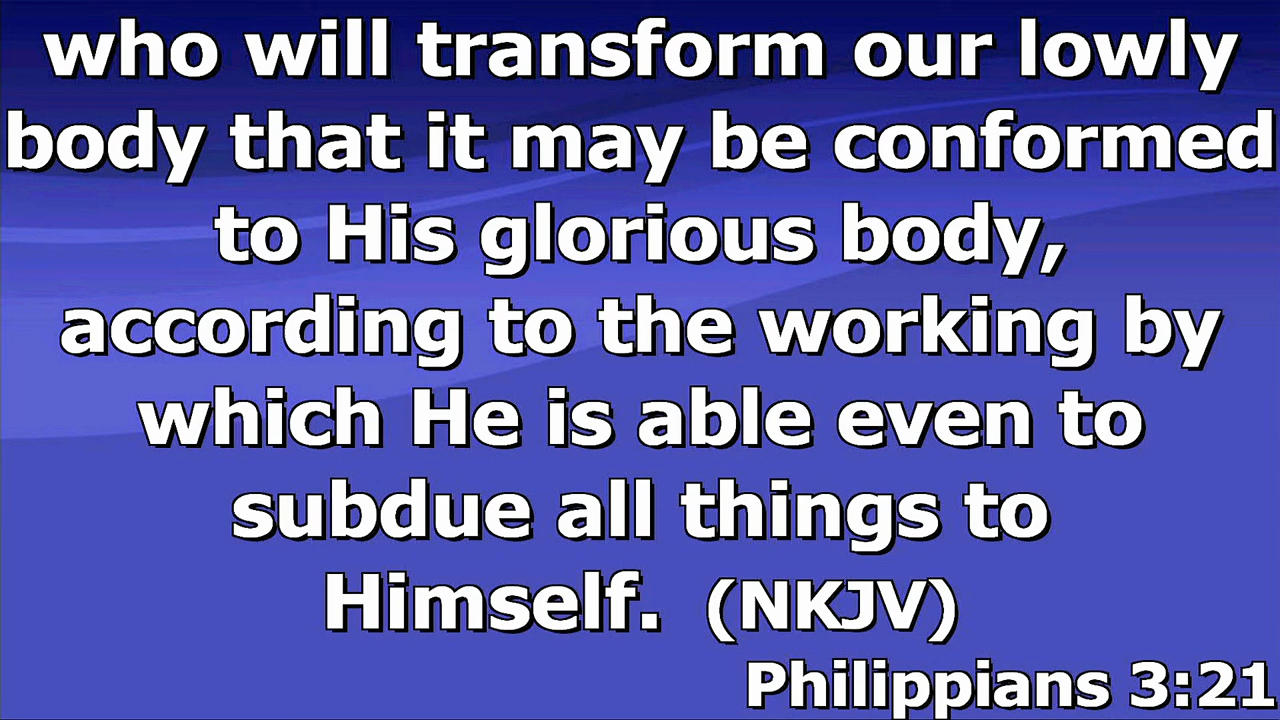 who will transform our lowly
body that it may be conformed
to His glorious body,
according to the working by
which He is able even to
subdue all things to
Himself. (NKJV)
Philippians 3:21